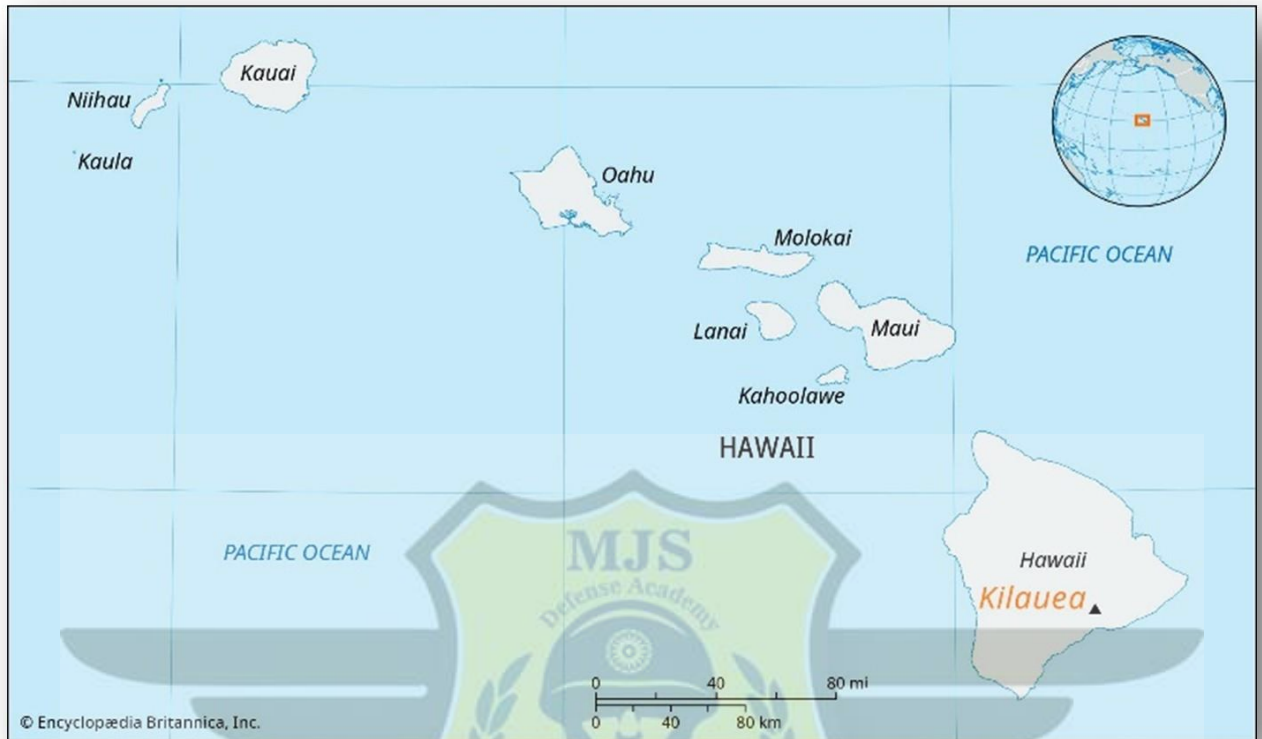 Kauai
Niihau
Kaula
Oahu
Molokai
PACIFIC OCEAN
Lanai
Maui
Kahoolawe
HAWAII
PACIFIC OCEAN
MJS
Defense Academy
Hawaii
Kilauea
0 40 80 mi
0 40 80 km
© Encyclopædia Britannica, Inc.